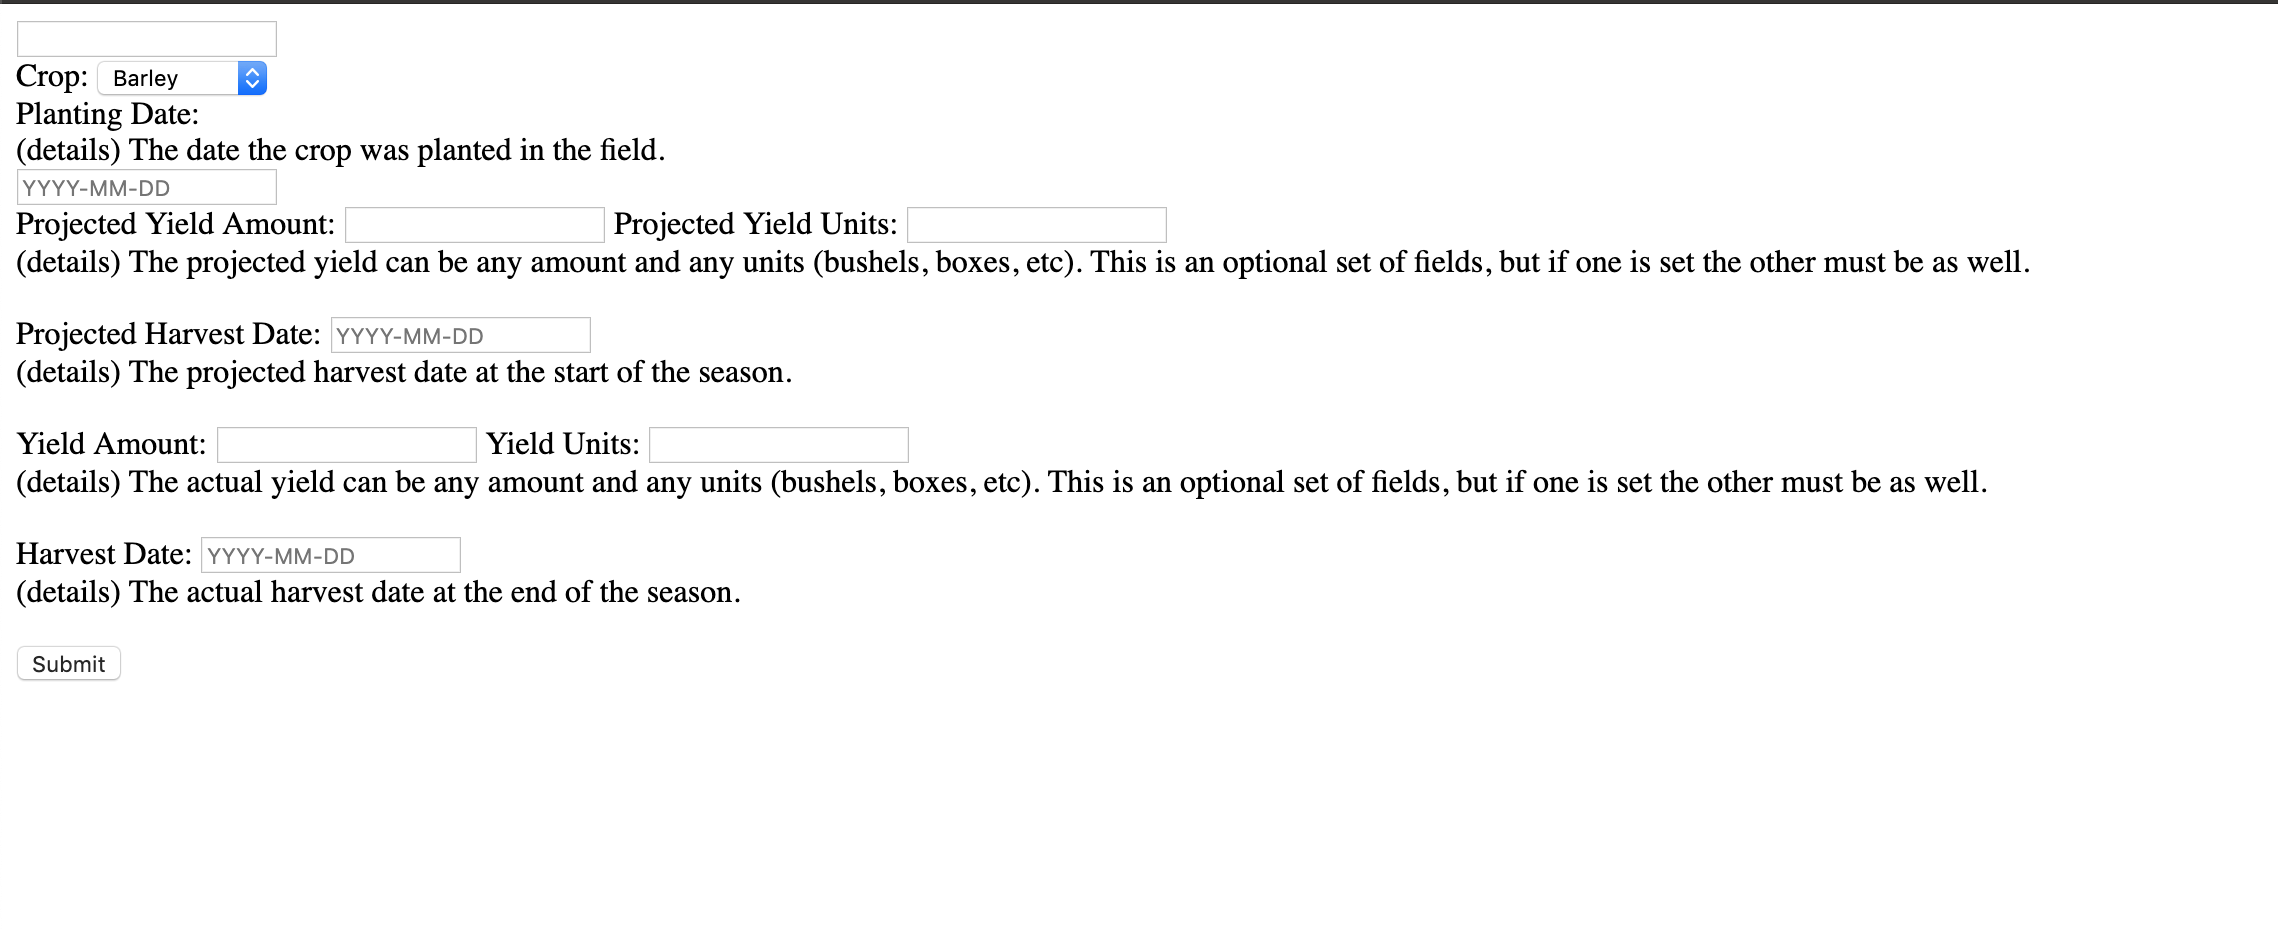 Crop: Barley
Planting Date:
(details) The date the crop was planted in the field.
YYYY-MM-DD
Projected Yield Amount: Projected Yield Units:
(details) The projected yield can be any amount and any units (bushels, boxes, etc). This is an optional set of fields, but if one is set the other must be as well.
Projected Harvest Date: YYYY-MM-DD
(details) The projected harvest date at the start of the season.
Yield Amount: Yield Units:
(details) The actual yield can be any amount and any units (bushels, boxes, etc). This is an optional set of fields, but if one is set the other must be as well.
Harvest Date: YYYY-MM-DD
(details) The actual harvest date at the end of the season.
Submit